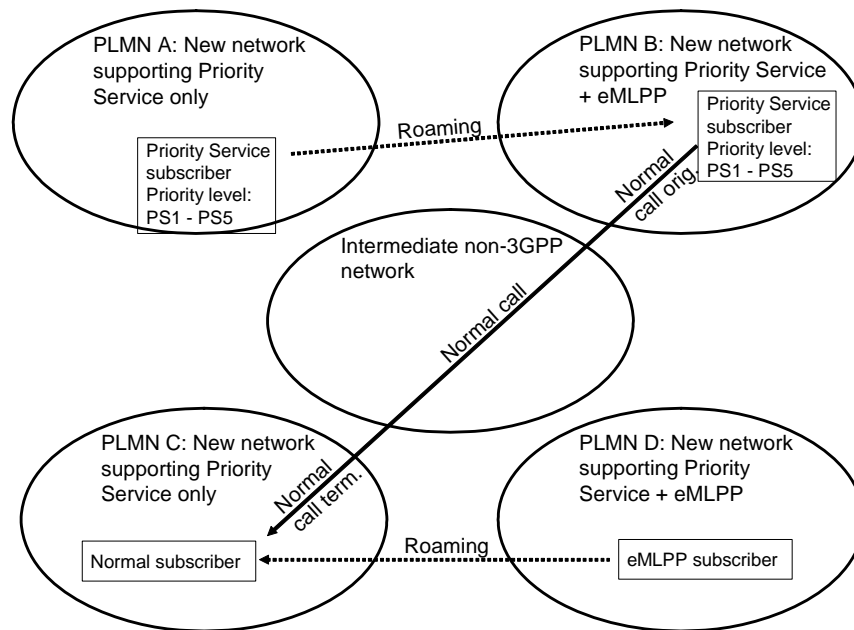 PLMN A: New network
supporting Priority
Service only
Priority Service
subscriber
Priority level:
PS1 - PS5
Roaming
PLMN B: New network
supporting Priority Service
+ eMLPP
Priority Service
subscriber
Priority level:
PS1 - PS5
Normal
call orig.
Intermediate non-3GPP
network
Normal call
PLMN C: New network
supporting Priority
Service only
Normal
call term.
Normal subscriber
Roaming
PLMN D: New network
supporting Priority
Service + eMLPP
eMLPP subscriber